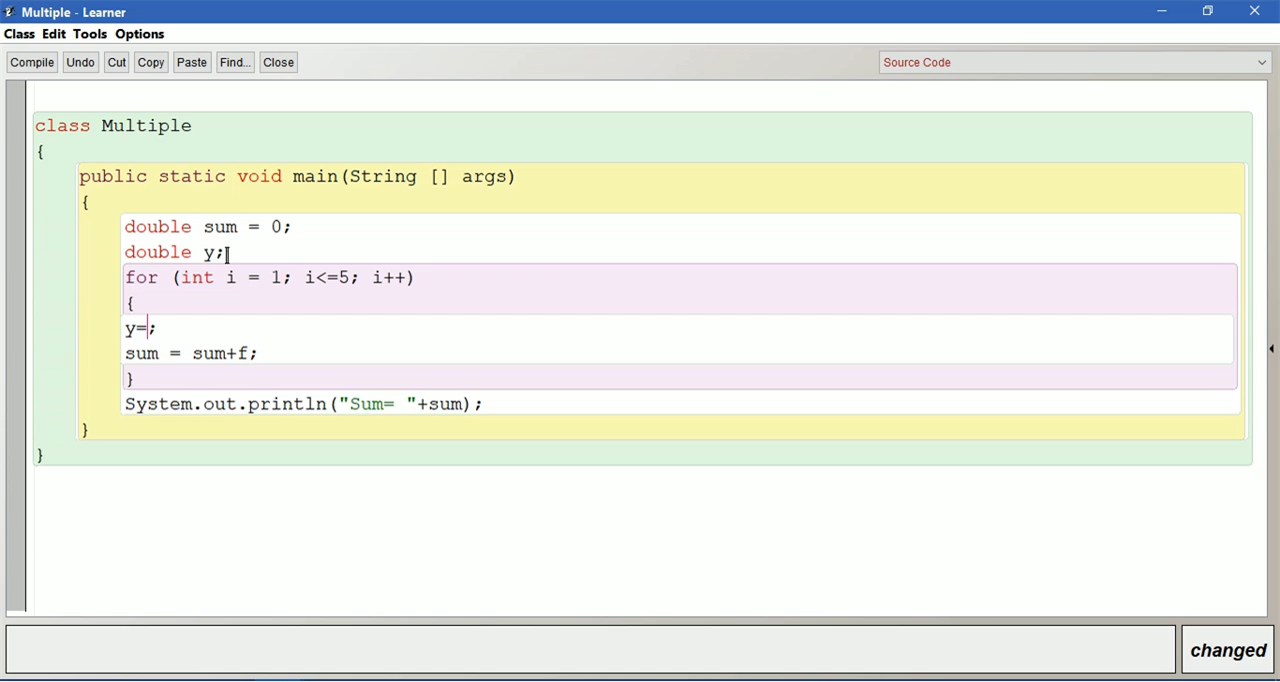 Multiple - Learner
Class Edit Tools Options
Compile Undo Cut Copy Paste Find... Close Source Code
class Multiple
{
public static void main(String [] args)
{
double sum = 0;
double y;
for (int i = 1; i<=5; i++)
{
y=;
sum = sum+f;
}
System.out.println("Sum= "+sum);
}
}
changed